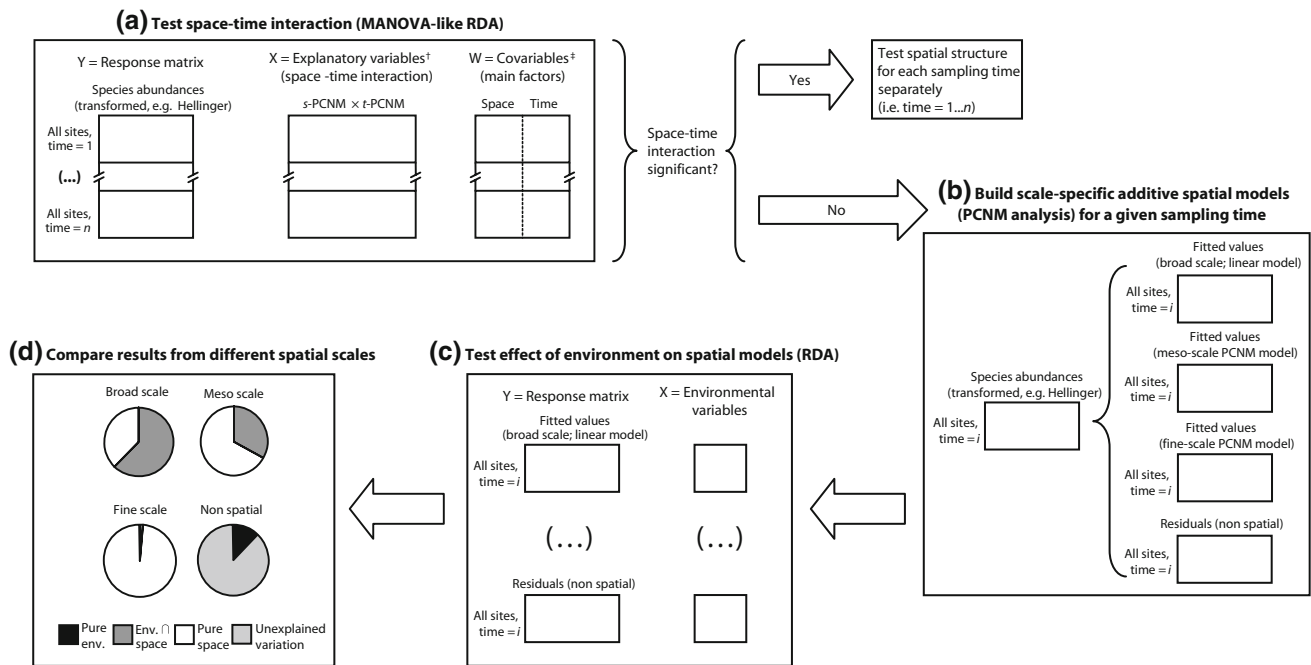 (a) Test space-time interaction (MANOVA-like RDA)
Y = Response matrix
Species abundances
(transformed, e.g. Hellinger)
All sites,
time = 1
(...)
All sites,
time = n
X = Explanatory variables†
(space -time interaction)
s-PCNM × t-PCNM
W = Covariables‡
(main factors)
Space Time
Space-time
interaction
significant?
Yes
Test spatial structure
for each sampling time
separately
(i.e. time = 1...n)
No
(b) Build scale-specific additive spatial models
(PCNM analysis) for a given sampling time
Species abundances
(transformed, e.g. Hellinger)
All sites,
time = i
Fitted values
(broad scale; linear model)
All sites,
time = i
Fitted values
(meso-scale PCNM model)
All sites,
time = i
Fitted values
(fine-scale PCNM model)
All sites,
time = i
Residuals (non spatial)
All sites,
time = i
(c) Test effect of environment on spatial models (RDA)
Y = Response matrix
Fitted values
(broad scale; linear model)
All sites,
time = i
(...)
Residuals (non spatial)
All sites,
time = i
X = Environmental
variables
(...)
(d) Compare results from different spatial scales
Broad scale
Meso scale
Fine scale
Non spatial
Pure
env.
Env. ∩
space
Pure
space
Unexplained
variation